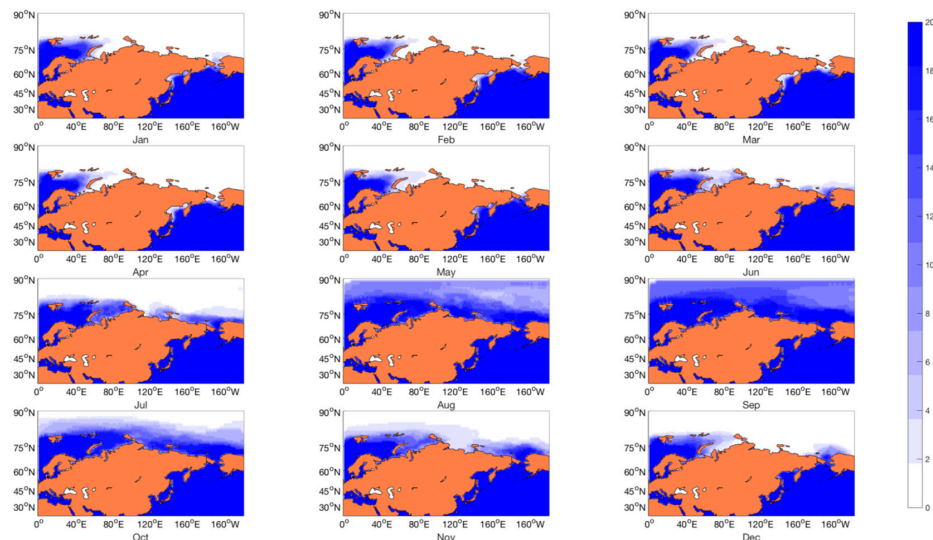 90°N 90°N 90°N 20
75°N 75°N 75°N 18
60°N 60°N 60°N
45°N 45°N 45°N
30°N 30°N 30°N
0° 40°E 80°E 120°E 160°E 160°W 0° 40°E 80°E 120°E 160°E 160°W 0° 40°E 80°E 120°E 160°E 160°W
Jan Feb Mar
90°N 90°N 90°N 16
75°N 75°N 75°N 14
60°N 60°N 60°N
45°N 45°N 45°N 12
30°N 30°N 30°N
0° 40°E 80°E 120°E 160°E 160°W 0° 40°E 80°E 120°E 160°E 160°W 0° 40°E 80°E 120°E 160°E 160°W
Apr May Jun
90°N 90°N 90°N 10
75°N 75°N 75°N 8
60°N 60°N 60°N
45°N 45°N 45°N 6
30°N 30°N 30°N
0° 40°E 80°E 120°E 160°E 160°W 0° 40°E 80°E 120°E 160°E 160°W 0° 40°E 80°E 120°E 160°E 160°W
Jul Aug Sep
90°N 90°N 90°N 4
75°N 75°N 75°N 2
60°N 60°N 60°N
45°N 45°N 45°N 0
30°N 30°N 30°N
0° 40°E 80°E 120°E 160°E 160°W 0° 40°E 80°E 120°E 160°E 160°W 0° 40°E 80°E 120°E 160°E 160°W
Oct Nov Dec